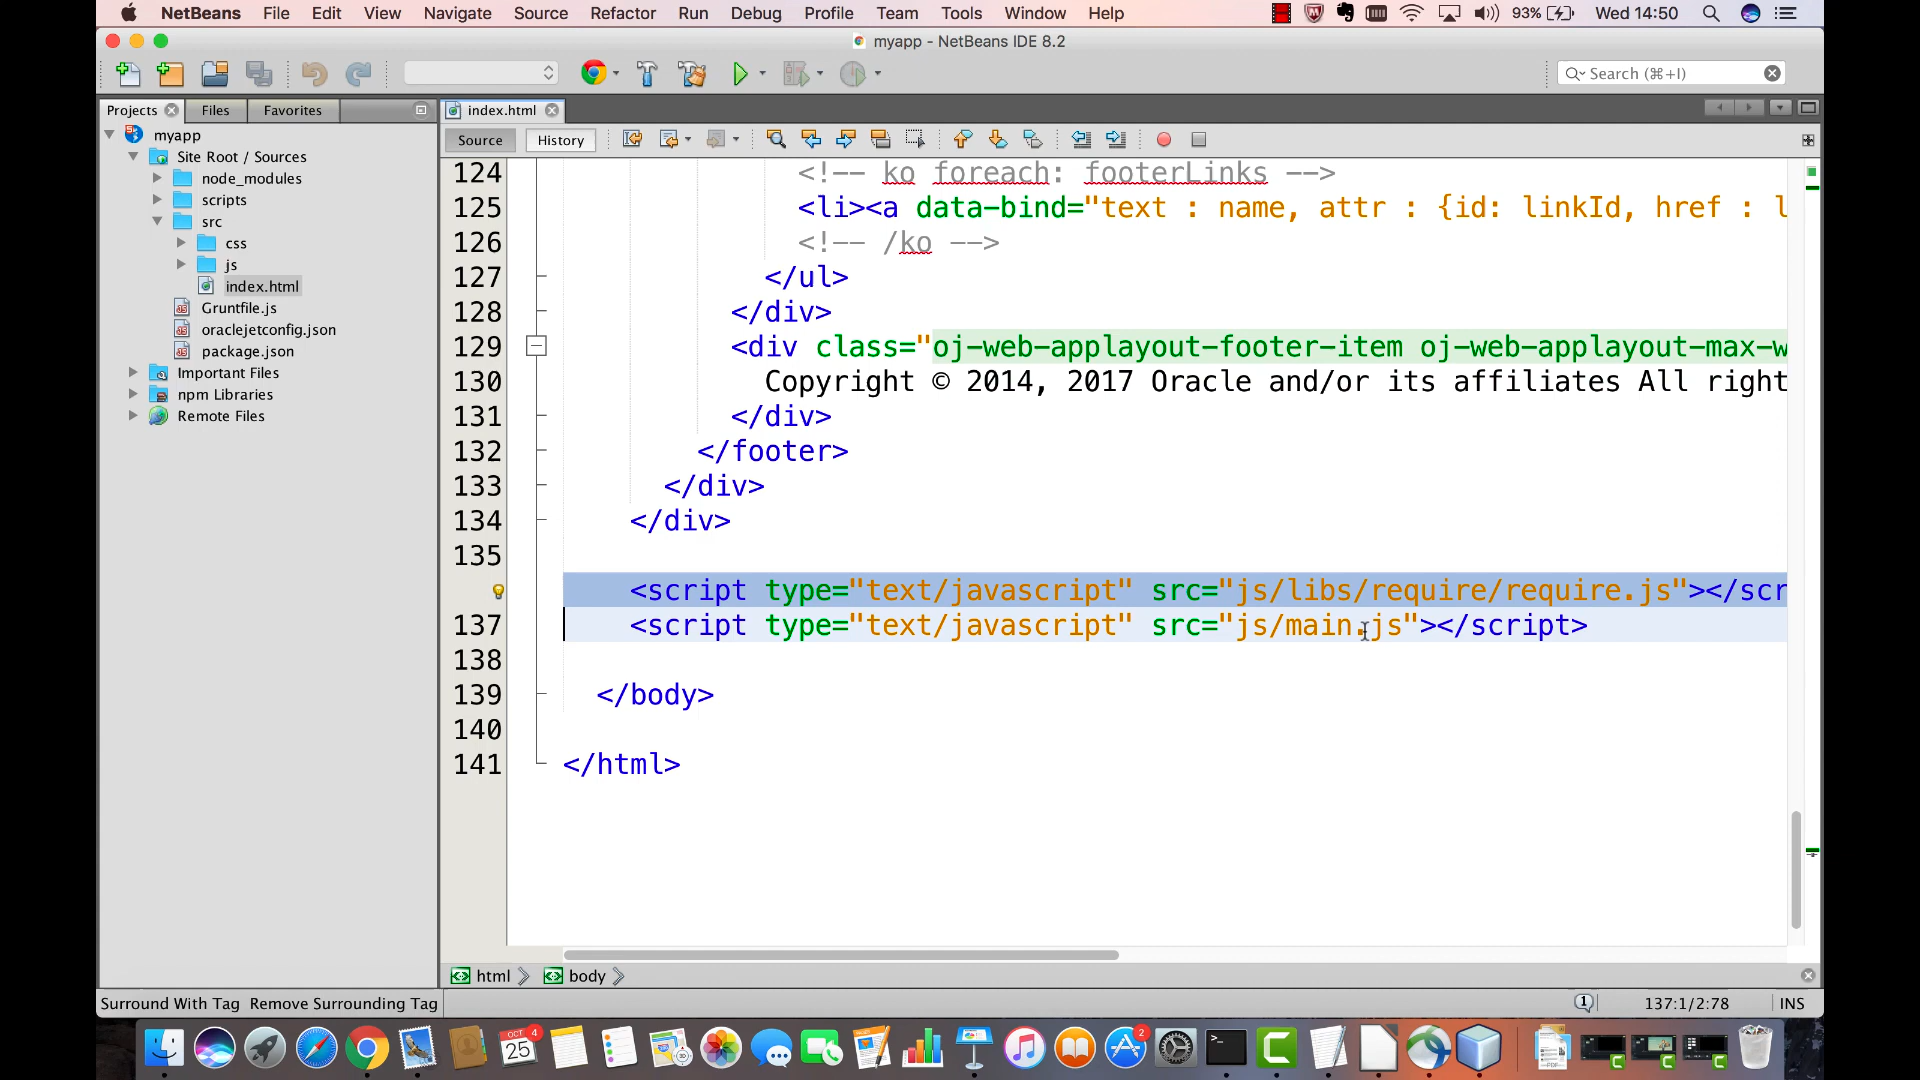 NetBeans File Edit View Navigate Source Refactor Run Debug Profile Team Tools Window Help 93% Wed 14:50
myapp - NetBeans IDE 8.2
Search (⌘+I)
Projects Files Favorites index.html
Source History
myapp
Site Root / Sources
node_modules
scripts
src
css
js
index.html
Gruntfile.js
oraclejetconfig.json
package.json
Important Files
npm Libraries
Remote Files
124 <!-- ko foreach: footerLinks -->
125 <li><a data-bind="text : name, attr : {id: linkId, href : l
126 <!-- /ko -->
127 </ul>
128 </div>
129 <div class="oj-web-applayout-footer-item oj-web-applayout-max-w
130 Copyright © 2014, 2017 Oracle and/or its affiliates All right
131 </div>
132 </footer>
133 </div>
134 </div>
135
<script type="text/javascript" src="js/libs/require/require.js"></scr
137 <script type="text/javascript" src="js/main.js"></script>
138
139 </body>
140
141 </html>
html body
Surround With Tag Remove Surrounding Tag 1 137:1/2:78 INS
OCT 4
25
2